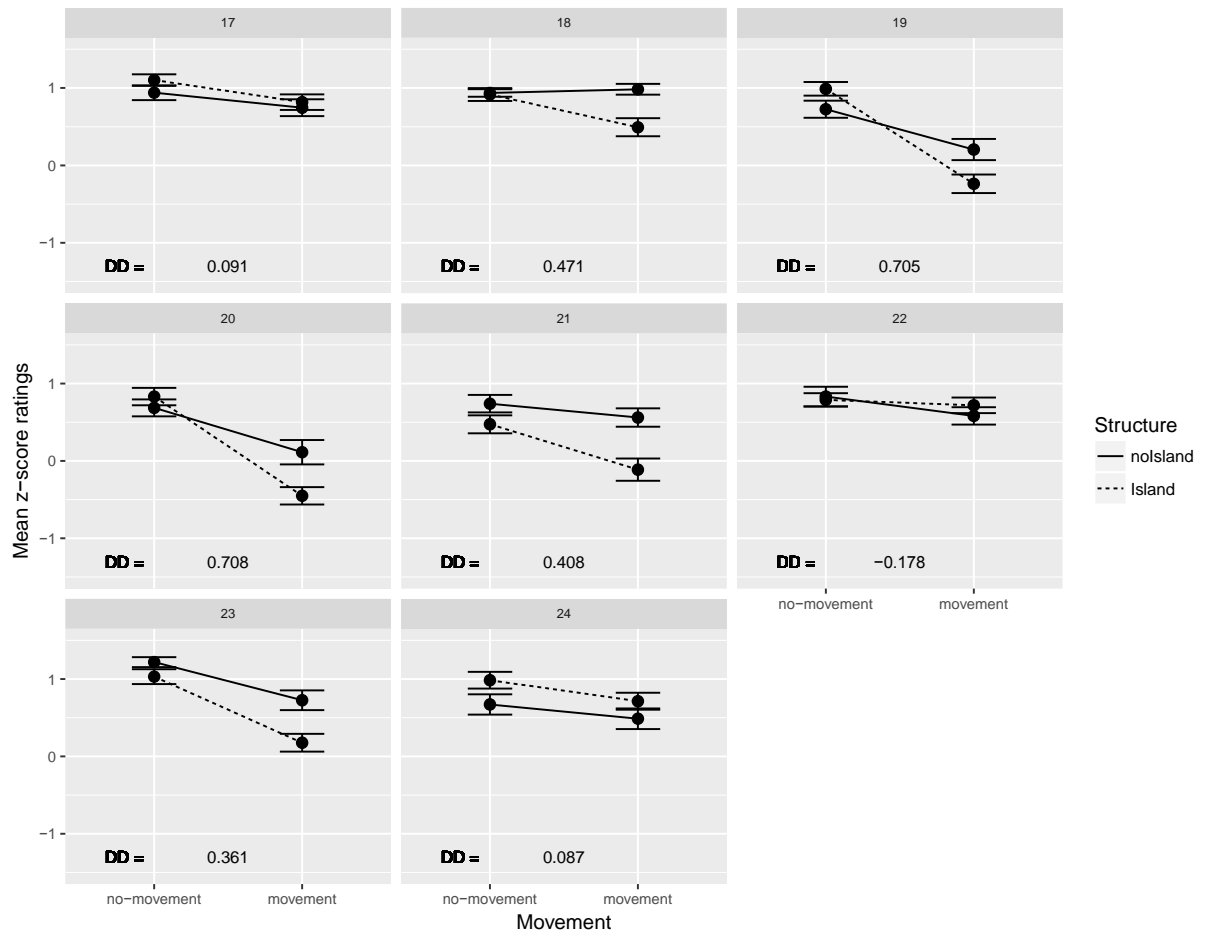 17
18
19
1
0
−1
DD = 0.091
DD = 0.471
DD = 0.705
20
21
22
1
0
−1
DD = 0.708
DD = 0.408
DD = −0.178
no−movement movement
23
24
1
0
−1
DD = 0.361
DD = 0.087
no−movement movement
no−movement movement
Movement
Mean z−score ratings
Structure
noIsland
Island